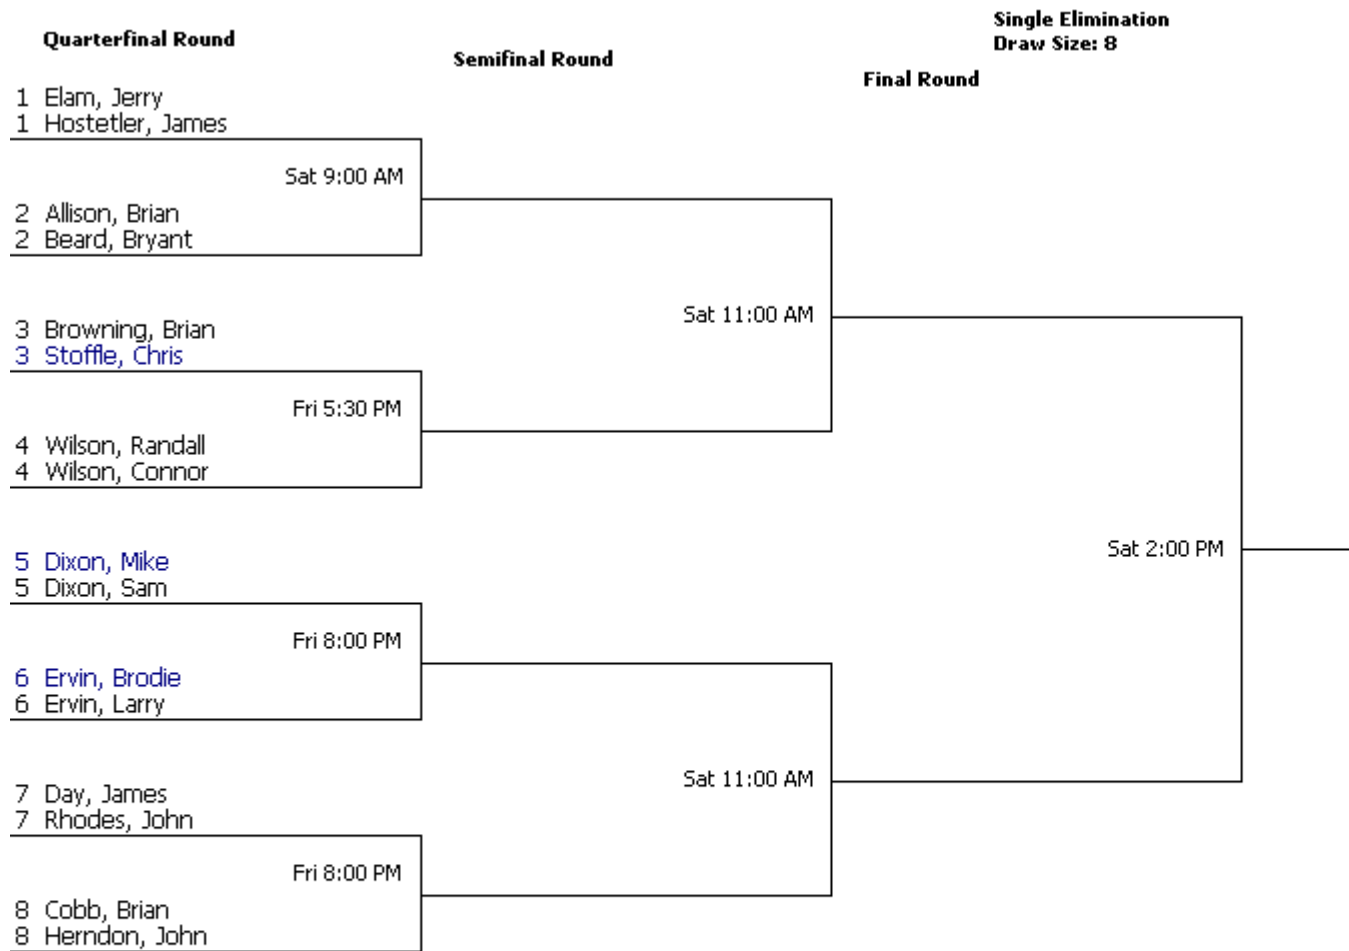 Single Elimination
Draw Size: 8
Quarterfinal Round
Semifinal Round
Final Round
1 Elam, Jerry
1 Hostetler, James
Sat 9:00 AM
2 Allison, Brian
2 Beard, Bryant
Sat 11:00 AM
3 Browning, Brian
3 Stoffle, Chris
Fri 5:30 PM
4 Wilson, Randall
4 Wilson, Connor
Sat 2:00 PM
5 Dixon, Mike
5 Dixon, Sam
Fri 8:00 PM
6 Ervin, Brodie
6 Ervin, Larry
Sat 11:00 AM
7 Day, James
7 Rhodes, John
Fri 8:00 PM
8 Cobb, Brian
8 Herndon, John